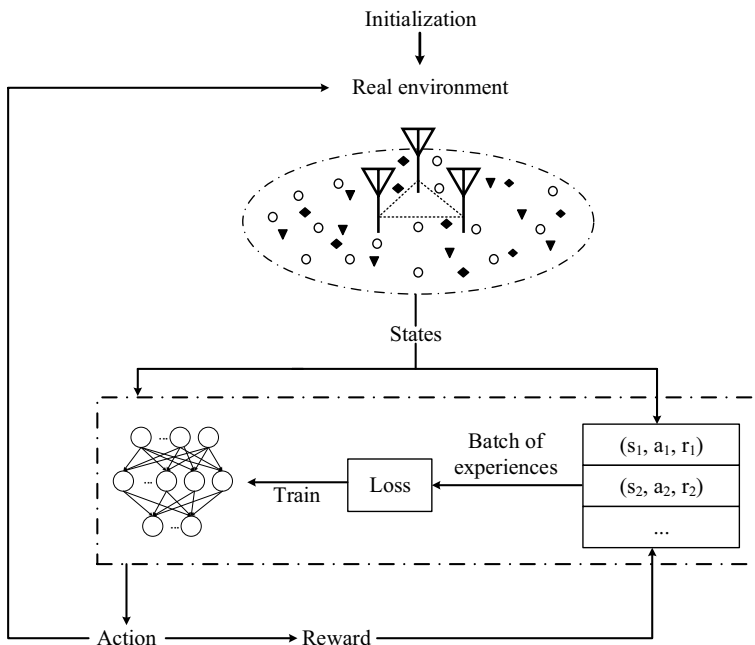 Initialization
Real environment
States
(s₁, a₁, r₁)
Batch of
experiences
(s₂, a₂, r₂)
Loss
Train
...
...
...
...
Action
Reward